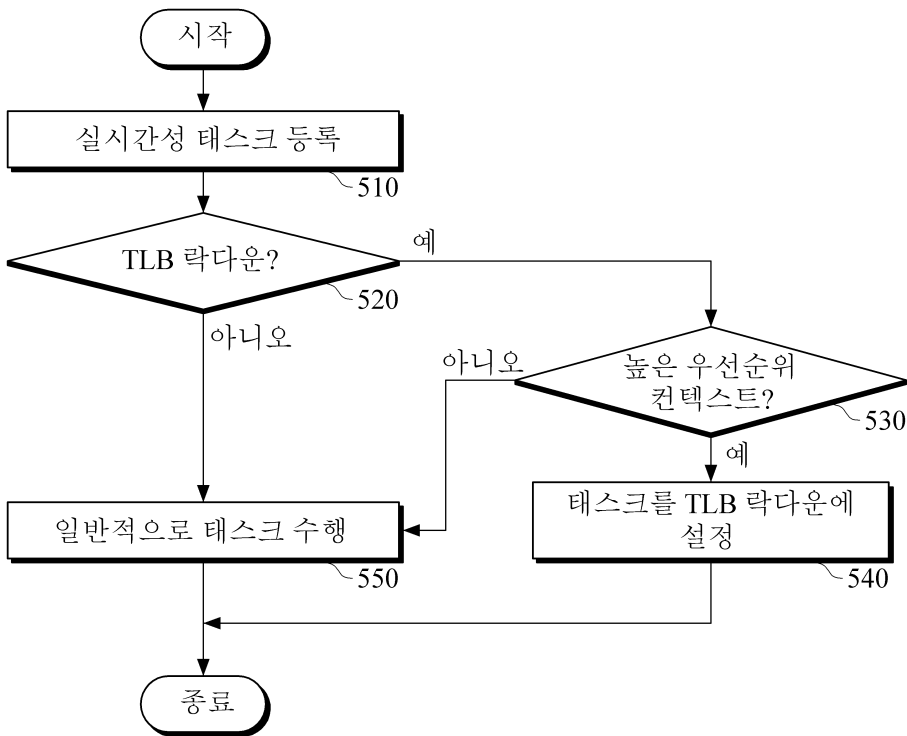 시작
실시간성 태스크 등록
510
TLB 락다운?
예
520
아니오
높은 우선순위
컨텍스트?
아니오
530
예
태스크를 TLB 락다운에
설정
540
일반적으로 태스크 수행
550
종료